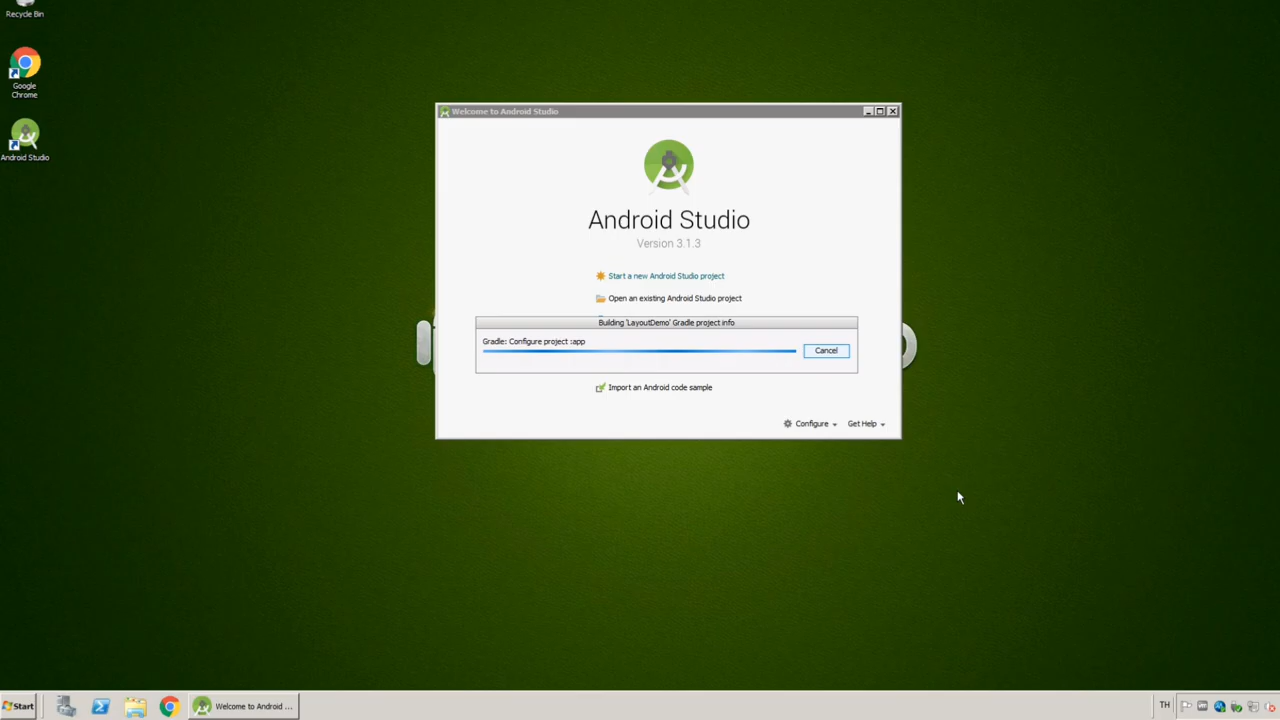 Recycle Bin
Google
Chrome
Android Studio
Welcome to Android Studio
Android Studio
Version 3.1.3
Start a new Android Studio project
Open an existing Android Studio project
Building 'LayoutDemo' Gradle project info
Gradle: Configure project :app
Cancel
Import an Android code sample
Configure
Get Help
Start
Welcome to Android ...
TH